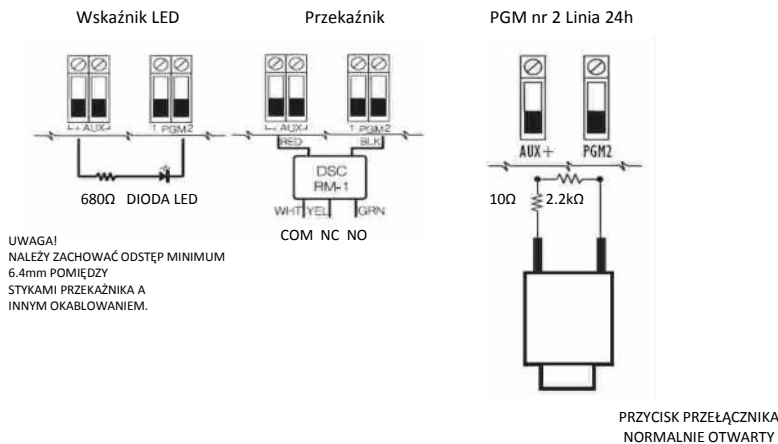 Wskaźnik LED
Przekaźnik
PGM nr 2 Linia 24h
AUX+
1 PGM2
680Ω DIODA LED
AUX
1 PGM2
RED
BLK
DSC
RM-1
WHT YEL GRN
COM NC NO
AUX+ PGM2
10Ω 2.2kΩ
UWAGA!
NALEŻY ZACHOWAĆ ODSTĘP MINIMUM
6.4mm POMIĘDZY
STYKAMI PRZEKAŹNIKA A
INNYM OKABLOWANIEM.
PRZYCISK PRZEŁĄCZNIKA
NORMALNIE OTWARTY